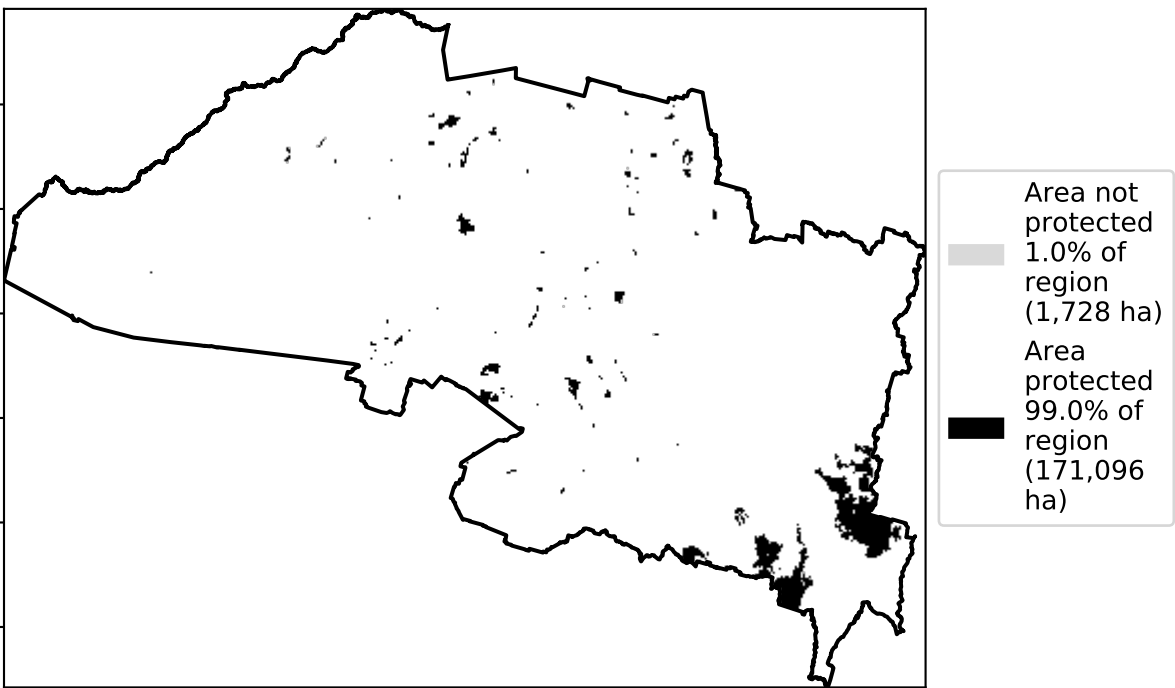 Area not
protected
1.0% of
region
(1,728 ha)
Area
protected
99.0% of
region
(171,096
ha)